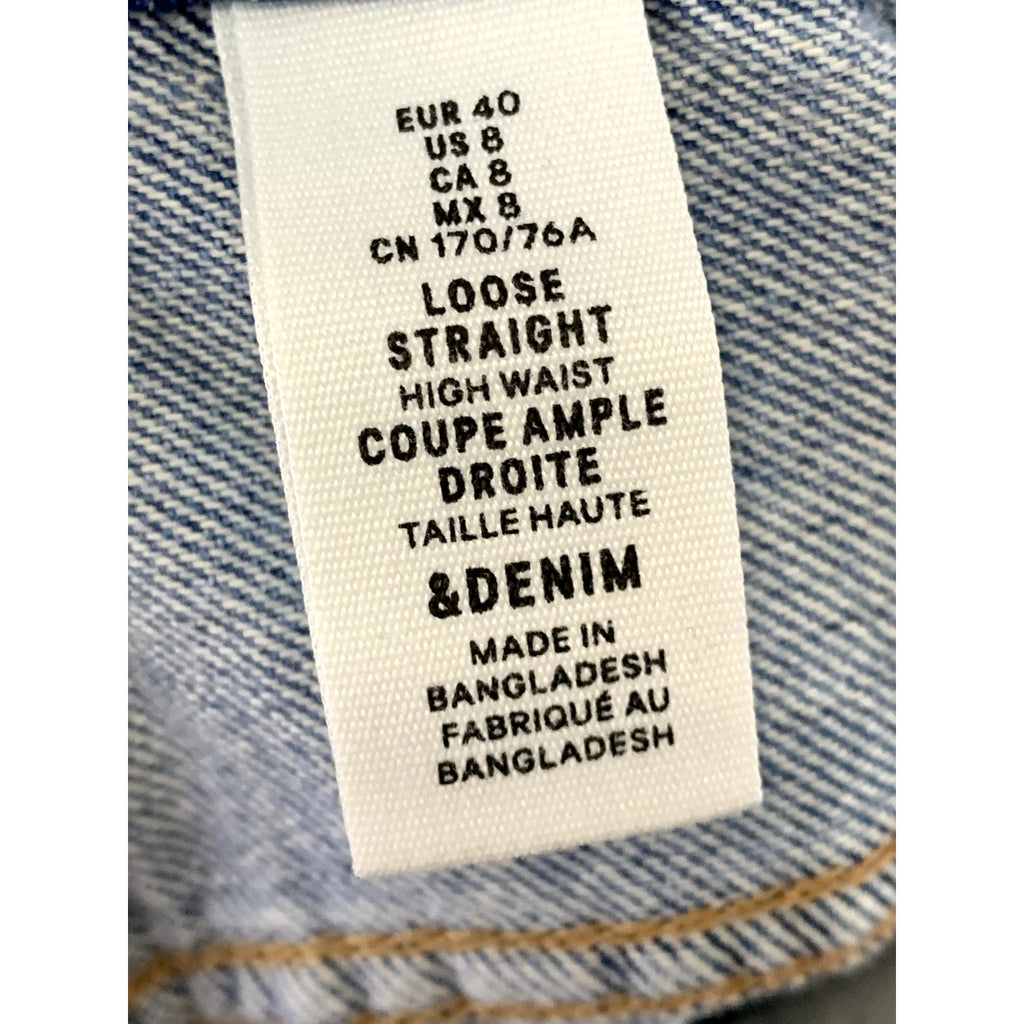 EUR 40
US 8
CA 8
MX 8
CN 170/76A
LOOSE
STRAIGHT
HIGH WAIST
COUPE AMPLE
DROITE
TAILLE HAUTE
&DENIM
MADE IN
BANGLADESH
FABRIQUÉ AU
BANGLADESH